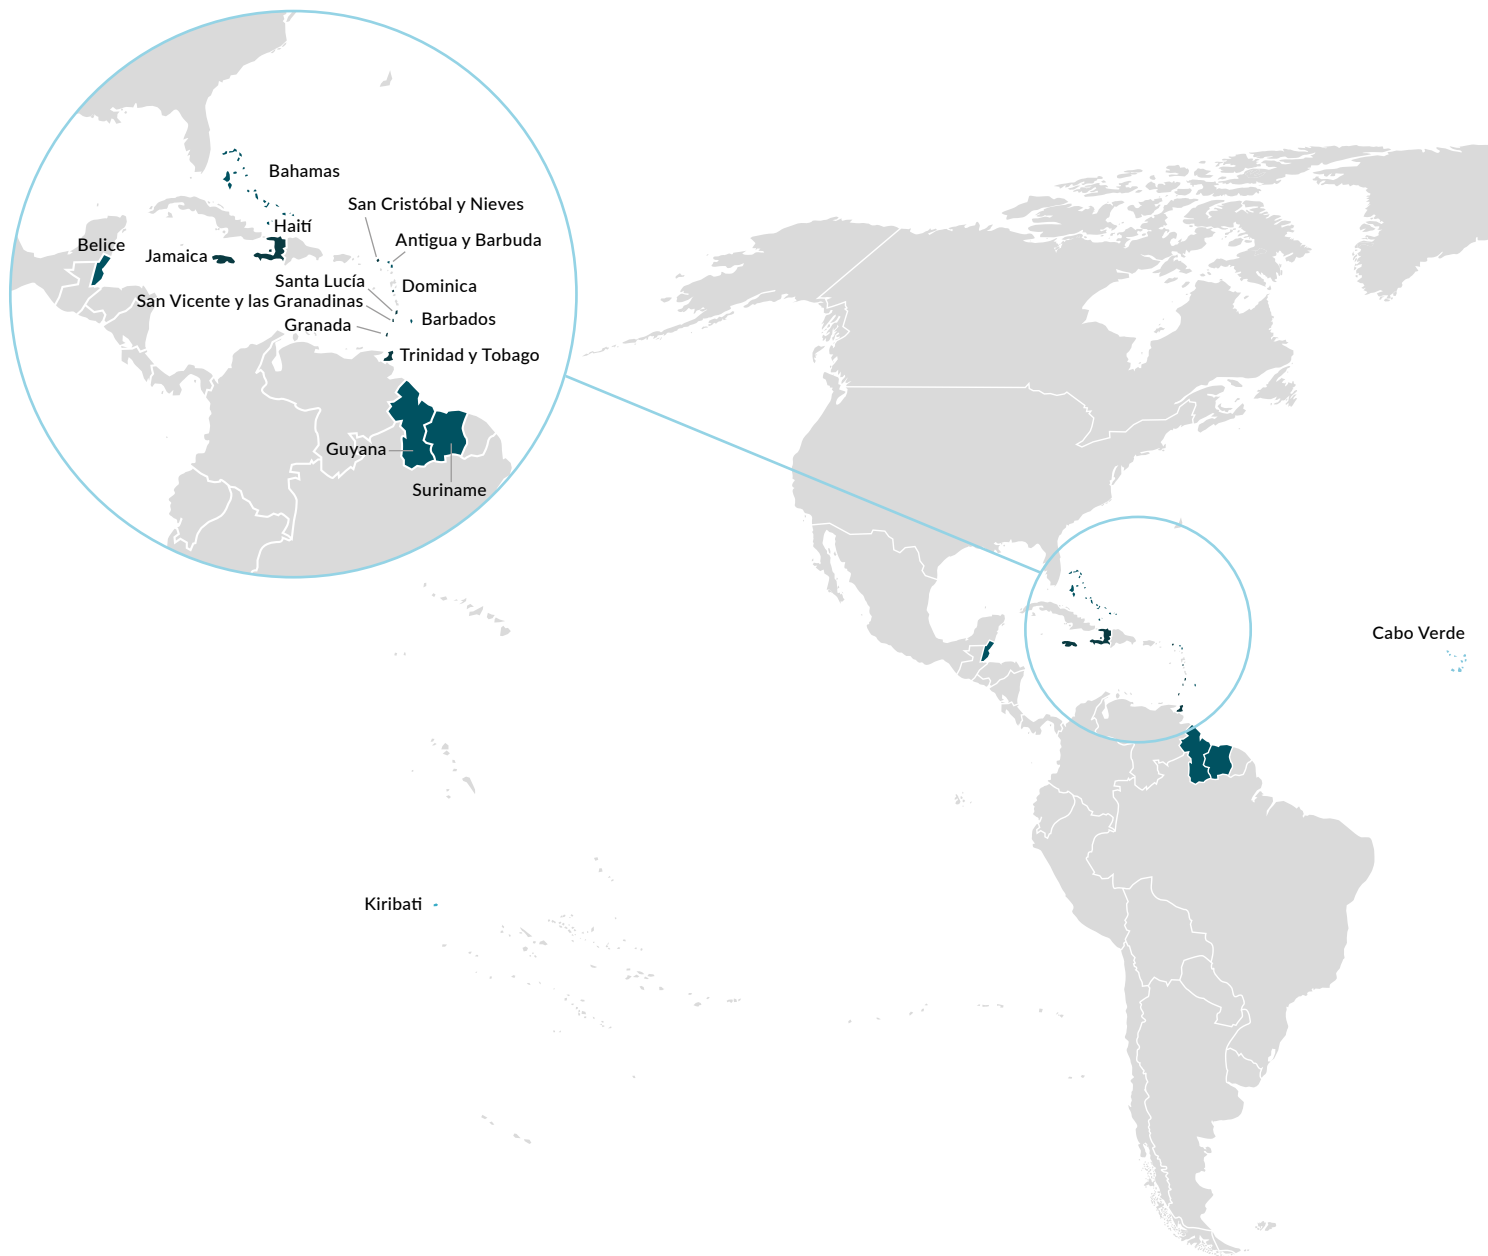 Bahamas
San Cristóbal y Nieves
Haití
Antigua y Barbuda
Belice
Jamaica
Santa Lucía
Dominica
San Vicente y las Granadinas
Barbados
Granada
Trinidad y Tobago
Guyana
Suriname
Cabo Verde
Kiribati